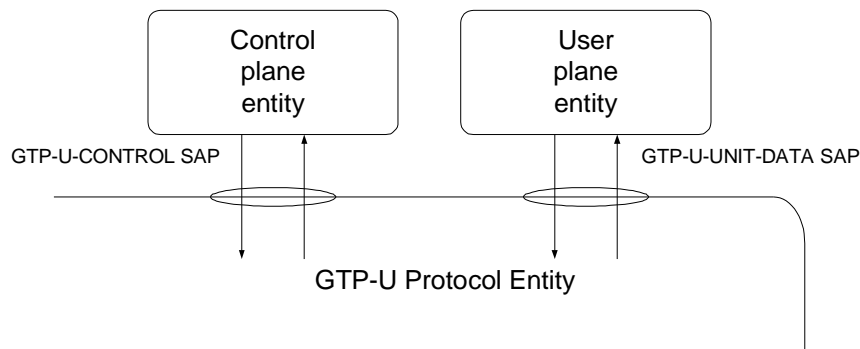 Control
plane
entity
User
plane
entity
GTP-U-CONTROL SAP
GTP-U-UNIT-DATA SAP
GTP-U Protocol Entity